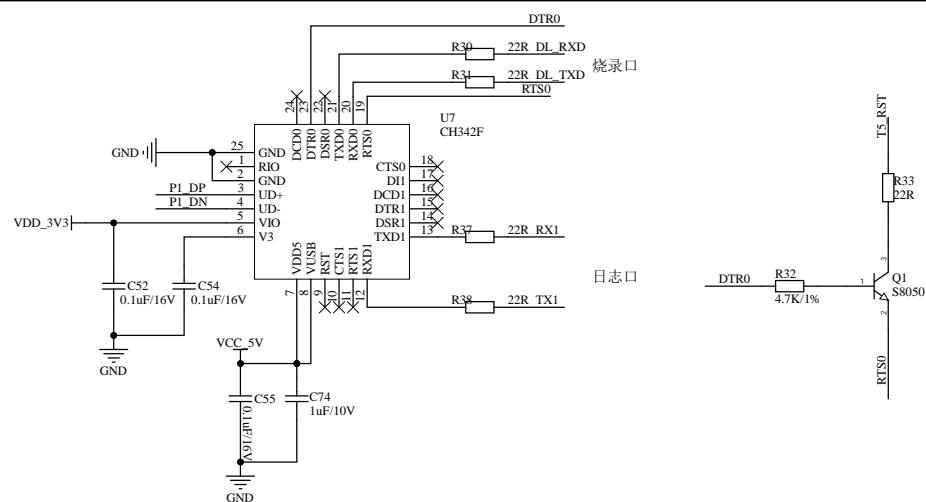 DTR0
R30 22R DL_RXD
烧录口
R31 22R DL_TXD
RTS0
24 23 22 21 20 19
U7
CH342F
DCD0 DTR0 DSR0 TXD0 RXD0 RTS0
GND
25 GND
1 RIO
2 GND
P1_DP 3 UD+
P1_DN 4 UD-
VDD_3V3 5 VIO
6 V3
CTS0 18
DI1 17
DCD1 16
DTR1 15
DSR1 14
TXD1 13 R37 22R RX1
VDD5 VUSB RST CTS1 RTS1 RXD1
7 8 9 10 11 12
R38 22R TX1
日志口
C52
0.1uF/16V
C54
0.1uF/16V
GND
VCC_5V
C55
0.1uF/16V
C74
1uF/10V
GND
T5_RST
R33
22R
DTR0 R32
4.7K/1%
1
3
2
Q1
S8050
RTS0